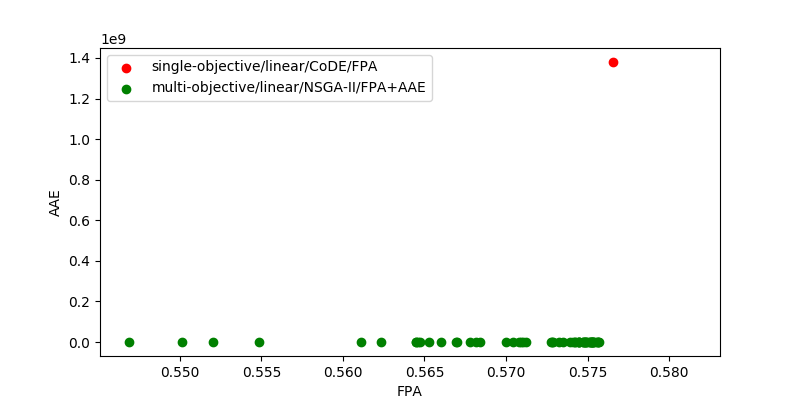 1e9
single-objective/linear/CoDE/FPA
multi-objective/linear/NSGA-II/FPA+AAE
1.4
1.2
1.0
0.8
0.6
0.4
0.2
0.0
AAE
0.550 0.555 0.560 0.565 0.570 0.575 0.580
FPA